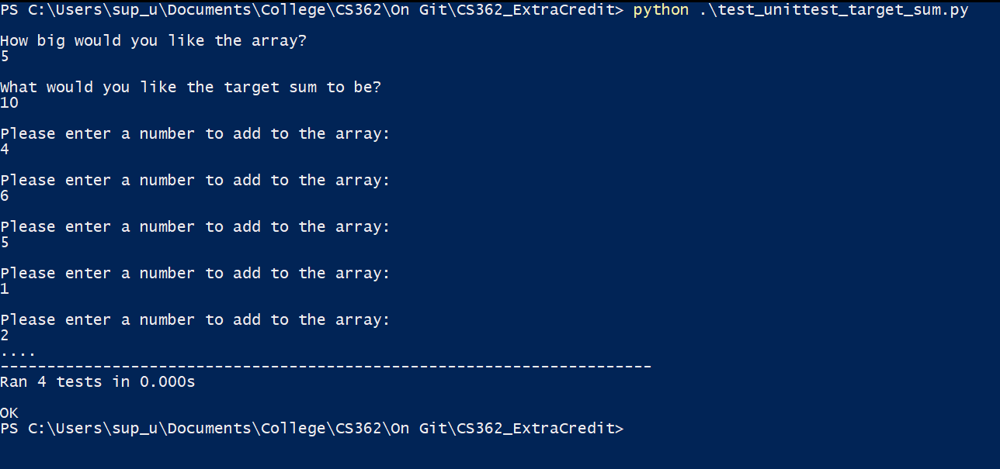 PS C:\Users\sup_u\Documents\College\CS362\On Git\CS362_ExtraCredit> python .\test_unittest_target_sum.py
How big would you like the array?
5
What would you like the target sum to be?
10
Please enter a number to add to the array:
4
Please enter a number to add to the array:
6
Please enter a number to add to the array:
5
Please enter a number to add to the array:
1
Please enter a number to add to the array:
2
....
----------------------------------------------------------------------
Ran 4 tests in 0.000s
OK
PS C:\Users\sup_u\Documents\College\CS362\On Git\CS362_ExtraCredit>